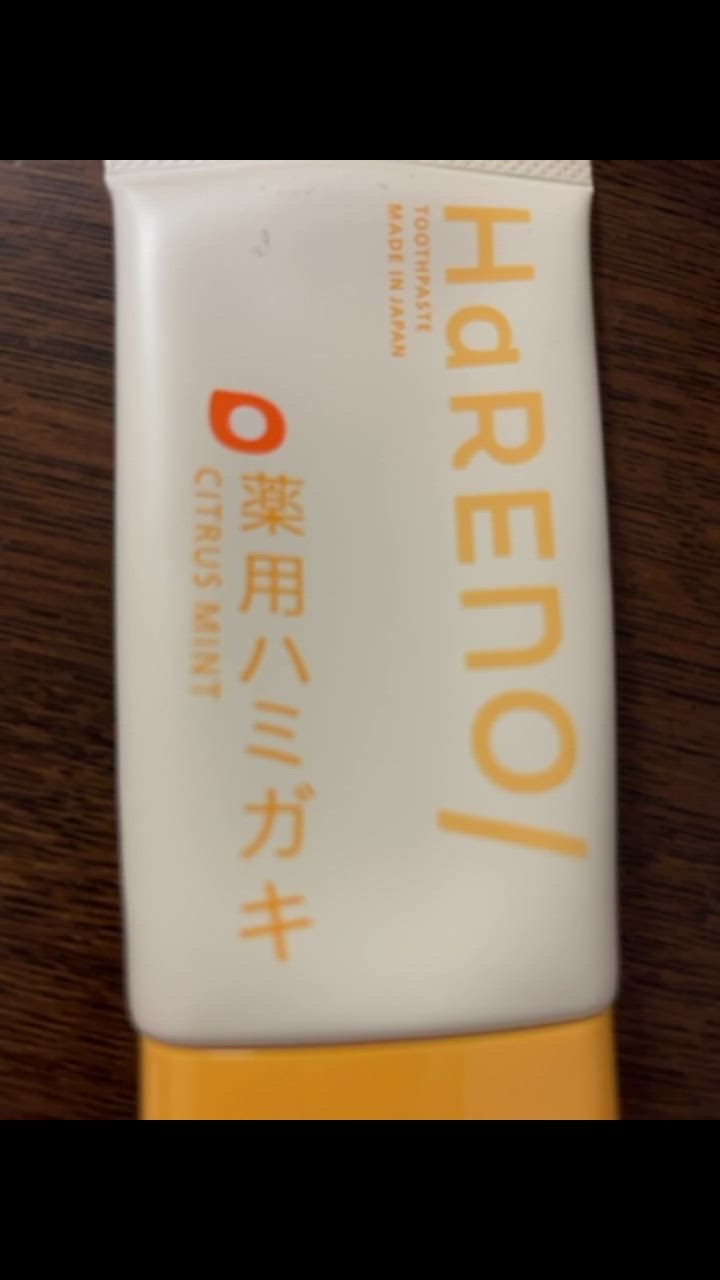 HaRENO/
TOOTHPASTE
MADE IN JAPAN
薬用ハミガキ
CITRUS MINT